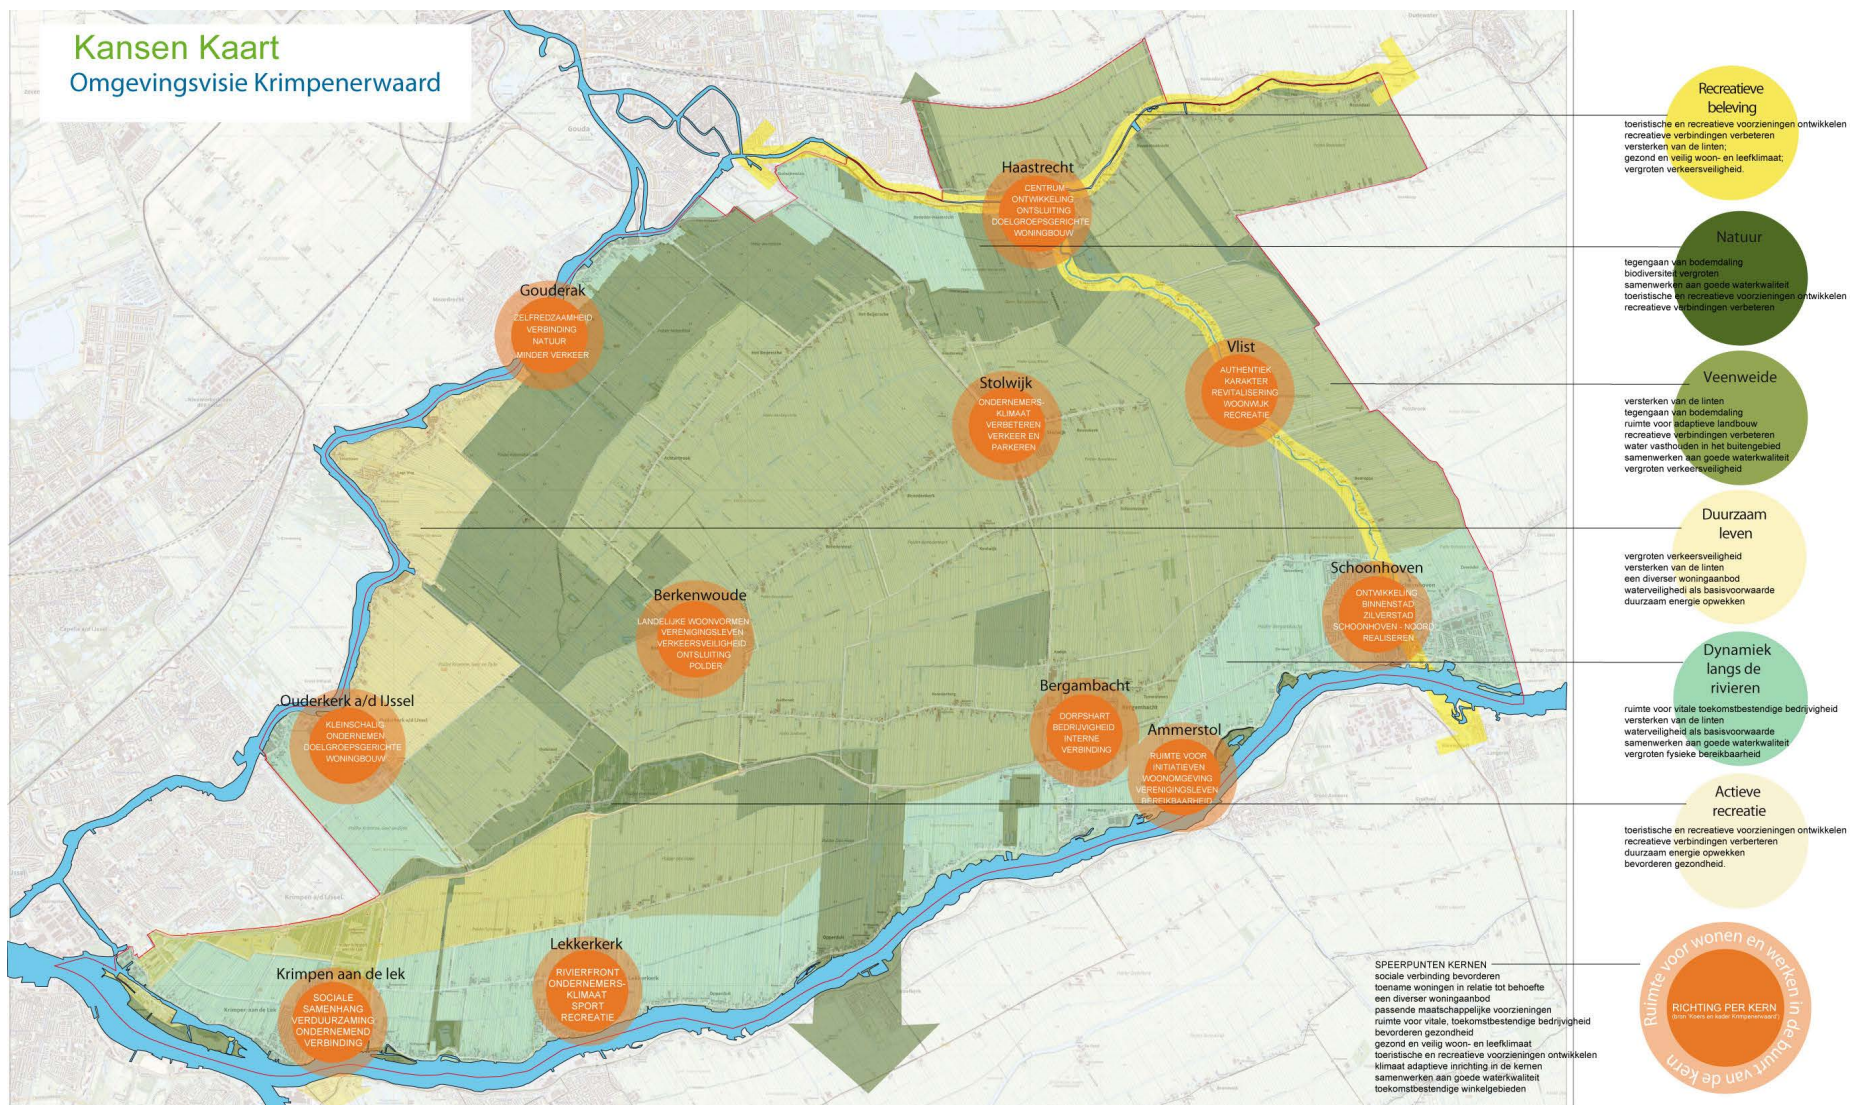 Kansen Kaart
Omgevingsvisie Krimpenerwaard
Haastrecht
CENTRUM
ONTWIKKELING
ONTSLUITING
DOELGROEPSGERICHTE
WONINGBOUW
Gouderak
ZELFREDZAAMHEID
VERBINDING
NATUUR
MINDER VERKEER
Stolwijk
ONDERNEMERS-
KLIMAAT
VERBETEREN
VERKEER EN
PARKEREN
Vlist
AUTHENTIEK
KARAKTER
REVITALISERING
WOONWIJK
RECREATIE
Berkenwoude
LANDELIJKE WOONVORMEN
VERENIGINGSLEVEN
VERKEERSVEILIGHEID
ONTSLUITING
POLDER
Schoonhoven
ONTWIKKELING
BINNENSTAD
ZILVERSTAD
SCHOONHOVEN - NOORD
REALISEREN
Ouderkerk a/d IJssel
KLEINSCHALIG
ONDERNEMEN
DOELGROEPSGERICHTE
WONINGBOUW
Bergambacht
DORPSHART
BEDRIJVIGHEID
INTERNE
VERBINDING
Ammerstol
RUIMTE VOOR
INITIATIEVEN
WOONOMGEVING
VERENIGINGSLEVEN
BEREIKBAARHEID
Lekkerkerk
RIVIERFRONT
ONDERNEMERS-
KLIMAAT
SPORT
RECREATIE
Krimpen aan de lek
SOCIALE
SAMENHANG
VERDUURZAMING
ONDERNEMEND
VERBINDING
Gouda
Recreatieve
beleving
toeristische en recreatieve voorzieningen ontwikkelen
recreatieve verbindingen verbeteren
versterken van de linten;
gezond en veilig woon- en leefklimaat;
vergroten verkeersveiligheid.
Natuur
tegengaan van bodemdaling
biodiversiteit vergroten
samenwerken aan goede waterkwaliteit
toeristische en recreatieve voorzieningen ontwikkelen
recreatieve verbindingen verbeteren
Veenweide
versterken van de linten
tegengaan van bodemdaling
ruimte voor adaptieve landbouw
recreatieve verbindingen verbeteren
water vasthouden in het buitengebied
samenwerken aan goede waterkwaliteit
vergroten verkeersveiligheid
Duurzaam
leven
vergroten verkeersveiligheid
versterken van de linten
een diverser woningaanbod
waterveilighedi als basisvoorwaarde
duurzaam energie opwekken
Dynamiek
langs de
rivieren
ruimte voor vitale toekomstbestendige bedrijvigheid
versterken van de linten
waterveiligheid als basisvoorwaarde
samenwerken aan goede waterkwaliteit
vergroten fysieke bereikbaarheid
Actieve
recreatie
toeristische en recreatieve voorzieningen ontwikkelen
recreatieve verbindingen verberteren
duurzaam energie opwekken
bevorderen gezondheid.
SPEERPUNTEN KERNEN
sociale verbinding bevorderen
toename woningen in relatie tot behoefte
een diverser woningaanbod
passende maatschappelijke voorzieningen
ruimte voor vitale, toekomstbestendige bedrijvigheid
bevorderen gezondheid
gezond en veilig woon- en leefklimaat
toeristische en recreatieve voorzieningen ontwikkelen
klimaat adaptieve inrichting in de kernen
samenwerken aan goede waterkwaliteit
toekomstbestendige winkelgebieden
Ruimte voor wonen en werken in de buurt van de kern
RICHTING PER KERN
(bron 'Koers en kader Krimpenerwaard')